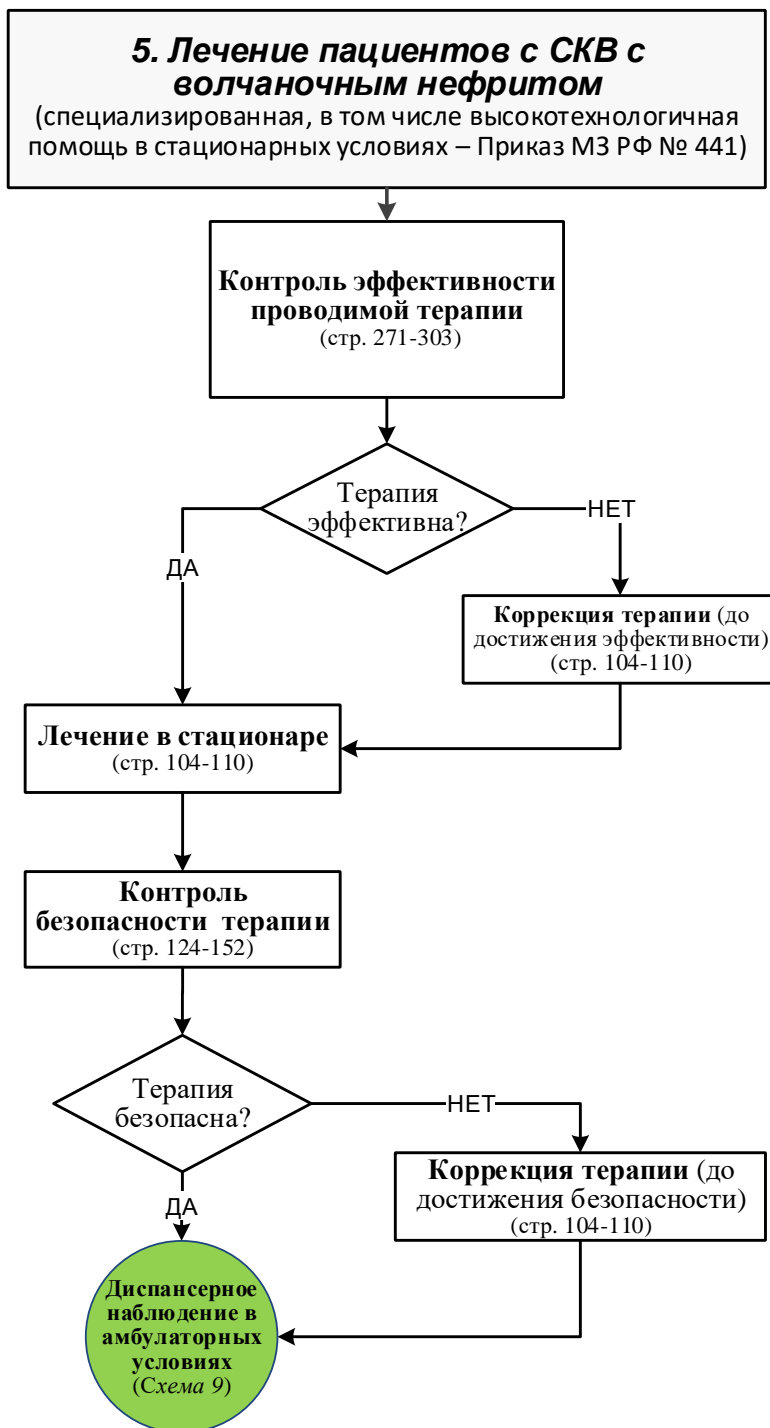 5. Лечение пациентов с СКВ с
волчаночным нефритом
(специализированная, в том числе высокотехнологичная
помощь в стационарных условиях – Приказ МЗ РФ № 441)
Контроль эффективности
проводимой терапии
(стр. 271-303)
Терапия
эффективна?
НЕТ
ДА
Коррекция терапии (до
достижения эффективности)
(стр. 104-110)
Лечение в стационаре
(стр. 104-110)
Контроль
безопасности терапии
(стр. 124-152)
Терапия
безопасна?
НЕТ
Коррекция терапии (до
достижения безопасности)
(стр. 104-110)
ДА
Диспансерное
наблюдение в
амбулаторных
условиях
(Схема 9)